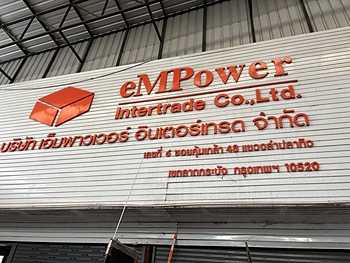 eMPower
Intertrade Co.,Ltd.
บริษัท เอ็มพาวเวอร์ อินเตอร์เทรด จำกัด
เลขที่ 6 ซอยคุ้มเกล้า 48 แขวงลำปลาทิว
เขตลาดกระบัง กรุงเทพฯ 10520